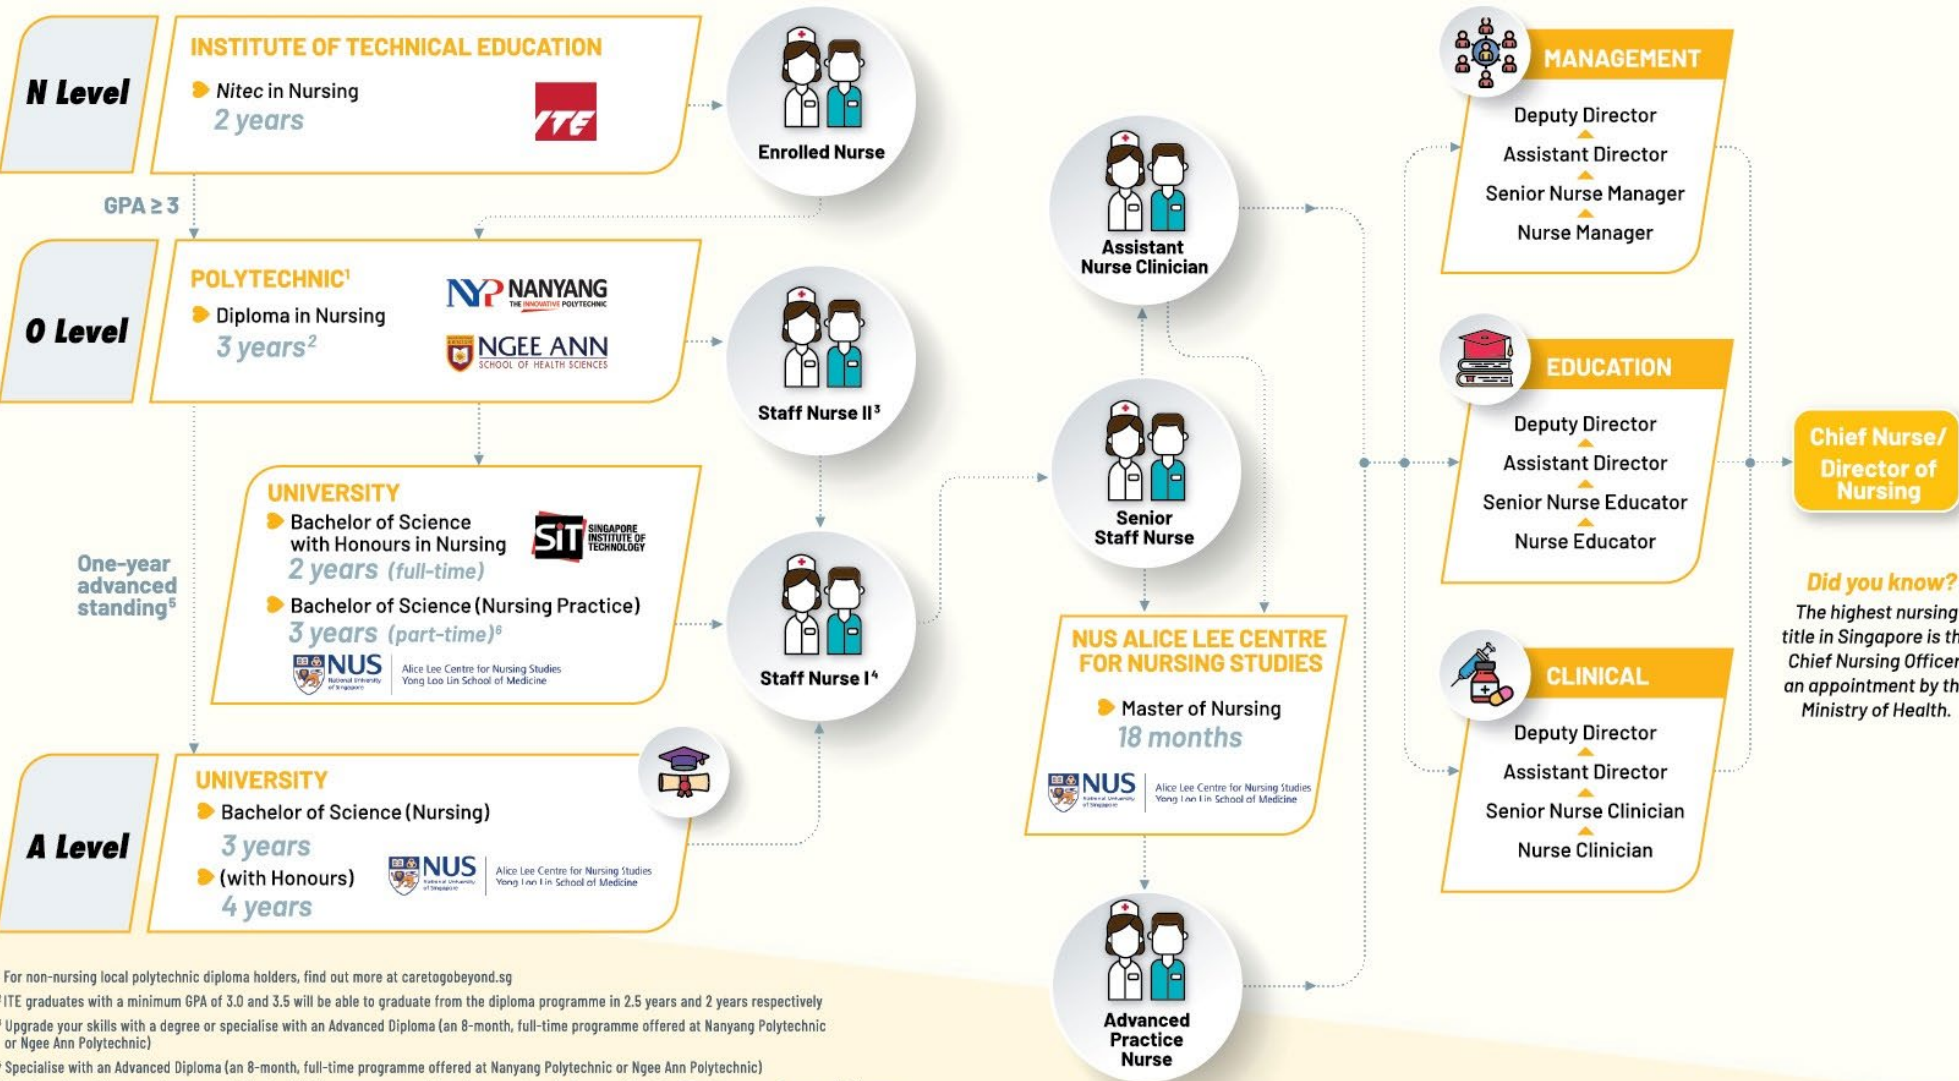 N Level
INSTITUTE OF TECHNICAL EDUCATION
Nitec in Nursing
2 years
ITE
Enrolled Nurse
GPA ≥ 3
O Level
POLYTECHNIC¹
Diploma in Nursing
3 years²
NYP NANYANG
THE INNOVATIVE POLYTECHNIC
NGEE ANN
SCHOOL OF HEALTH SCIENCES
Staff Nurse II³
UNIVERSITY
Bachelor of Science
with Honours in Nursing
2 years (full-time)
SiT SINGAPORE
INSTITUTE OF
TECHNOLOGY
Bachelor of Science (Nursing Practice)
3 years (part-time)⁶
NUS
National University
of Singapore
Alice Lee Centre for Nursing Studies
Yong Loo Lin School of Medicine
Staff Nurse I⁴
One-year
advanced
standing⁵
A Level
UNIVERSITY
Bachelor of Science (Nursing)
3 years
(with Honours)
4 years
NUS
National University
of Singapore
Alice Lee Centre for Nursing Studies
Yong Loo Lin School of Medicine
Assistant
Nurse Clinician
Senior
Staff Nurse
NUS ALICE LEE CENTRE
FOR NURSING STUDIES
Master of Nursing
18 months
NUS
National University
of Singapore
Alice Lee Centre for Nursing Studies
Yong Loo Lin School of Medicine
Advanced
Practice
Nurse
MANAGEMENT
Deputy Director
Assistant Director
Senior Nurse Manager
Nurse Manager
EDUCATION
Deputy Director
Assistant Director
Senior Nurse Educator
Nurse Educator
CLINICAL
Deputy Director
Assistant Director
Senior Nurse Clinician
Nurse Clinician
Chief Nurse/
Director of
Nursing
Did you know?
The highest nursing
title in Singapore is th
Chief Nursing Officer
an appointment by th
Ministry of Health.
For non-nursing local polytechnic diploma holders, find out more at caretogobeyond.sg
ITE graduates with a minimum GPA of 3.0 and 3.5 will be able to graduate from the diploma programme in 2.5 years and 2 years respectively
Upgrade your skills with a degree or specialise with an Advanced Diploma (an 8-month, full-time programme offered at Nanyang Polytechnic
or Ngee Ann Polytechnic)
Specialise with an Advanced Diploma (an 8-month, full-time programme offered at Nanyang Polytechnic or Ngee Ann Polytechnic)